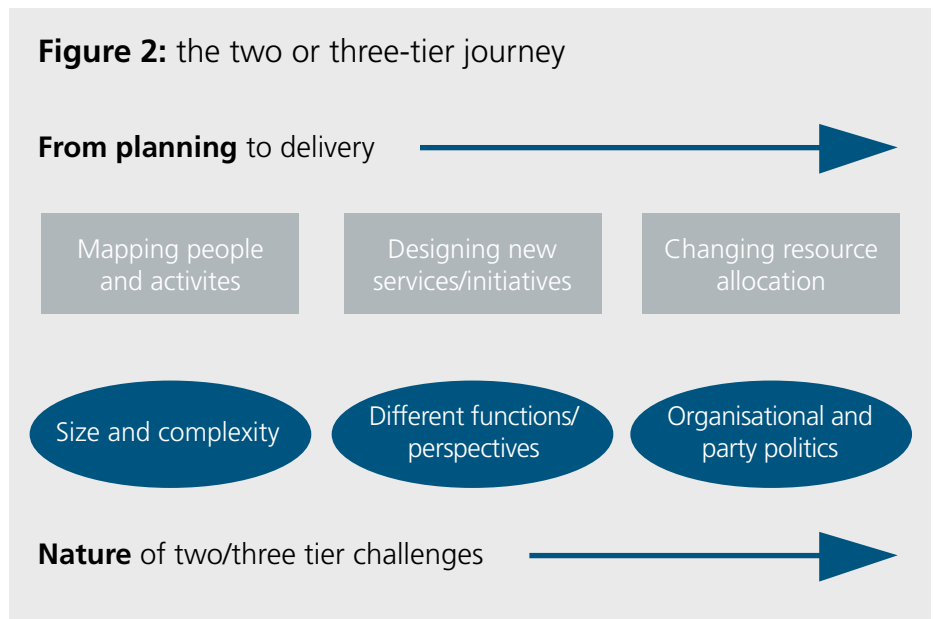 Figure 2: the two or three-tier journey
From planning to delivery
Mapping people
and activites
Designing new
services/initiatives
Changing resource
allocation
Size and complexity
Different functions/
perspectives
Organisational and
party politics
Nature of two/three tier challenges